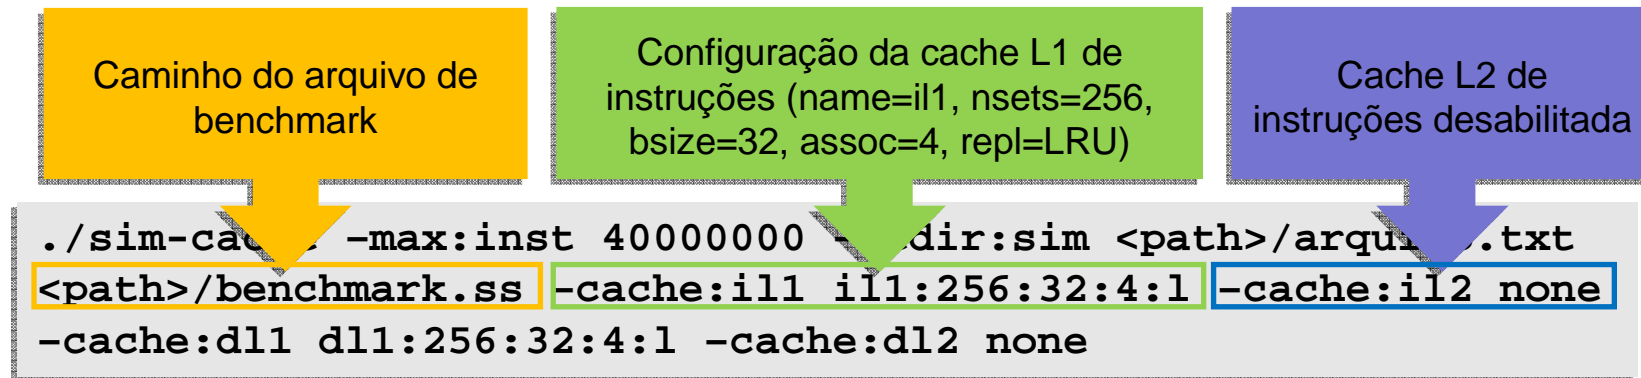 Caminho do arquivo de
benchmark
Configuração da cache L1 de
instruções (name=il1, nsets=256,
bsize=32, assoc=4, repl=LRU)
Cache L2 de
instruções desabilitada
./sim-cache –max:inst 40000000 dir:sim <path>/arquivo.txt
<path>/benchmark.ss –cache:il1 il1:256:32:4:l –cache:il2 none
–cache:dl1 dl1:256:32:4:l –cache:dl2 none